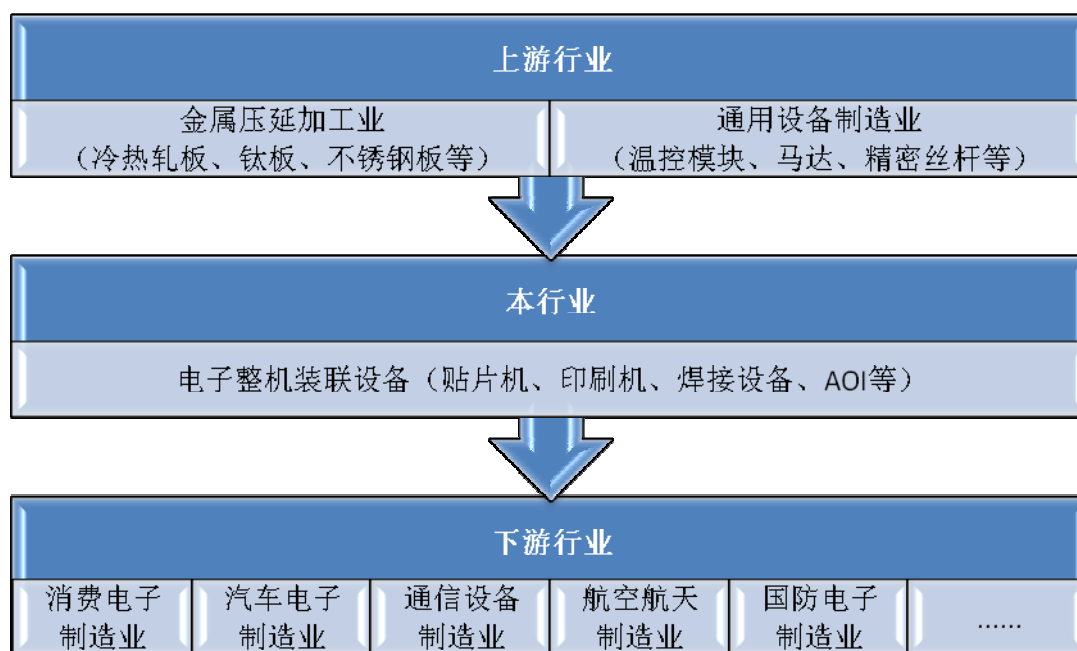 上游行业
金属压延加工业
（冷热轧板、钛板、不锈钢板等）
通用设备制造业
（温控模块、马达、精密丝杆等）
本行业
电子整机装联设备（贴片机、印刷机、焊接设备、AOI等）
下游行业
消费电子
制造业
汽车电子
制造业
通信设备
制造业
航空航天
制造业
国防电子
制造业
......